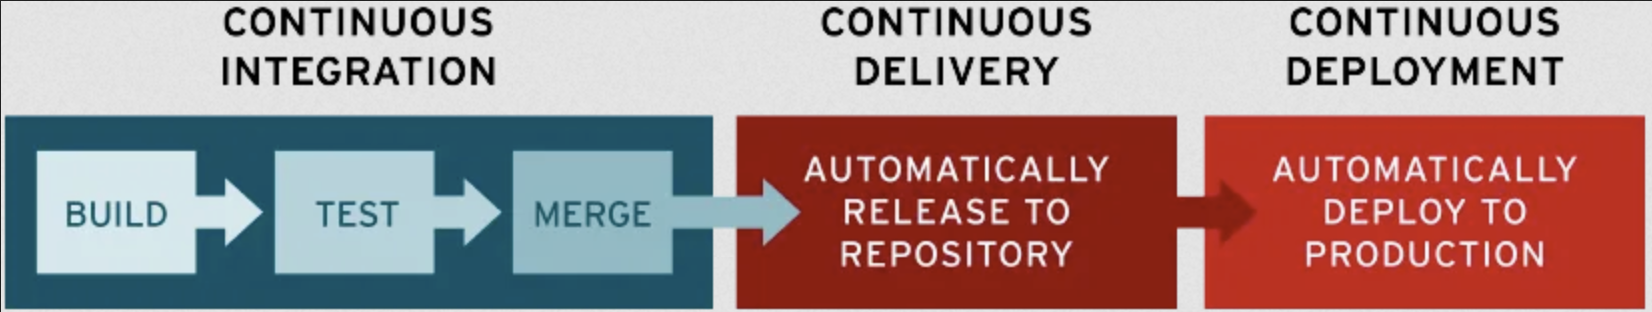 CONTINUOUS
INTEGRATION
CONTINUOUS
DELIVERY
CONTINUOUS
DEPLOYMENT
BUILD
TEST
MERGE
AUTOMATICALLY
RELEASE TO
REPOSITORY
AUTOMATICALLY
DEPLOY TO
PRODUCTION